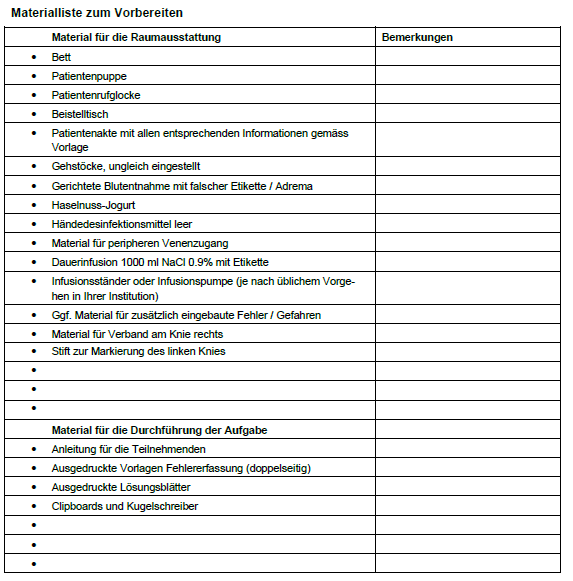 Materialliste zum Vorbereiten
Material für die Raumausstattung Bemerkungen
• Bett
• Patientenpuppe
• Patientenrufglocke
• Beistelltisch
• Patientenakte mit allen entsprechenden Informationen gemäss
Vorlage
• Gehstöcke, ungleich eingestellt
• Gerichtete Blutentnahme mit falscher Etikette / Adrema
• Haselnuss-Jogurt
• Händedesinfektionsmittel leer
• Material für peripheren Venenzugang
• Dauerinfusion 1000 ml NaCl 0.9% mit Etikette
• Infusionsständer oder Infusionspumpe (je nach üblichem Vorge-
hen in Ihrer Institution)
• Ggf. Material für zusätzlich eingebaute Fehler / Gefahren
• Material für Verband am Knie rechts
• Stift zur Markierung des linken Knies
•
•
•
Material für die Durchführung der Aufgabe
• Anleitung für die Teilnehmenden
• Ausgedruckte Vorlagen Fehlererfassung (doppelseitig)
• Ausgedruckte Lösungsblätter
• Clipboards und Kugelschreiber
•
•
•